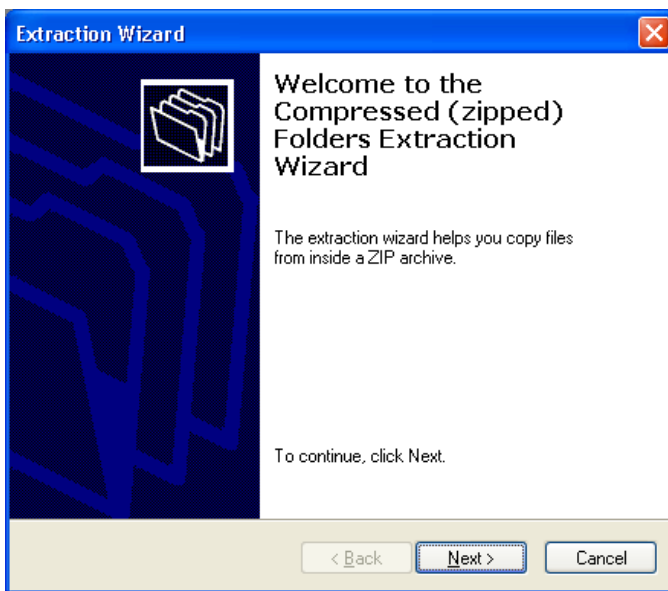 Extraction Wizard
Welcome to the
Compressed (zipped)
Folders Extraction
Wizard
The extraction wizard helps you copy files
from inside a ZIP archive.
To continue, click Next.
< Back
Next >
Cancel